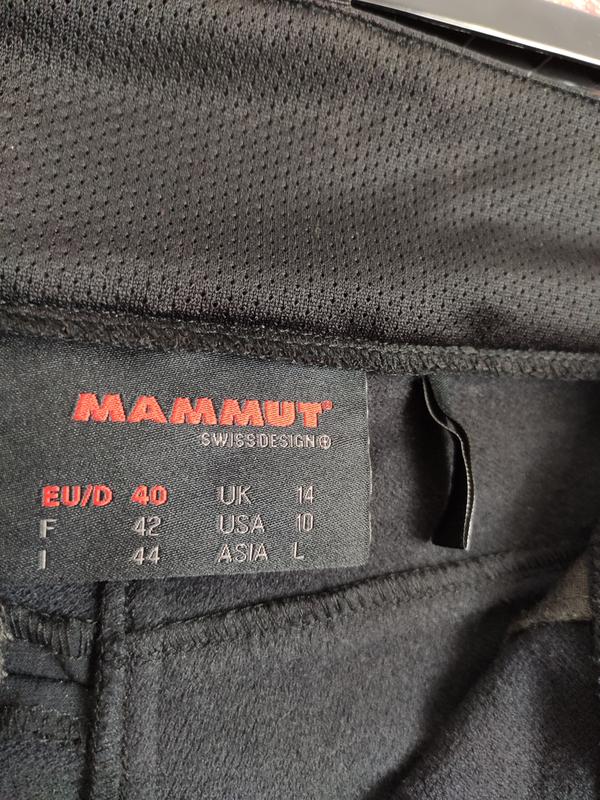 MAMMUT
SWISSDESIGN
EU/D 40 UK 14
F 42 USA 10
I 44 ASIA L